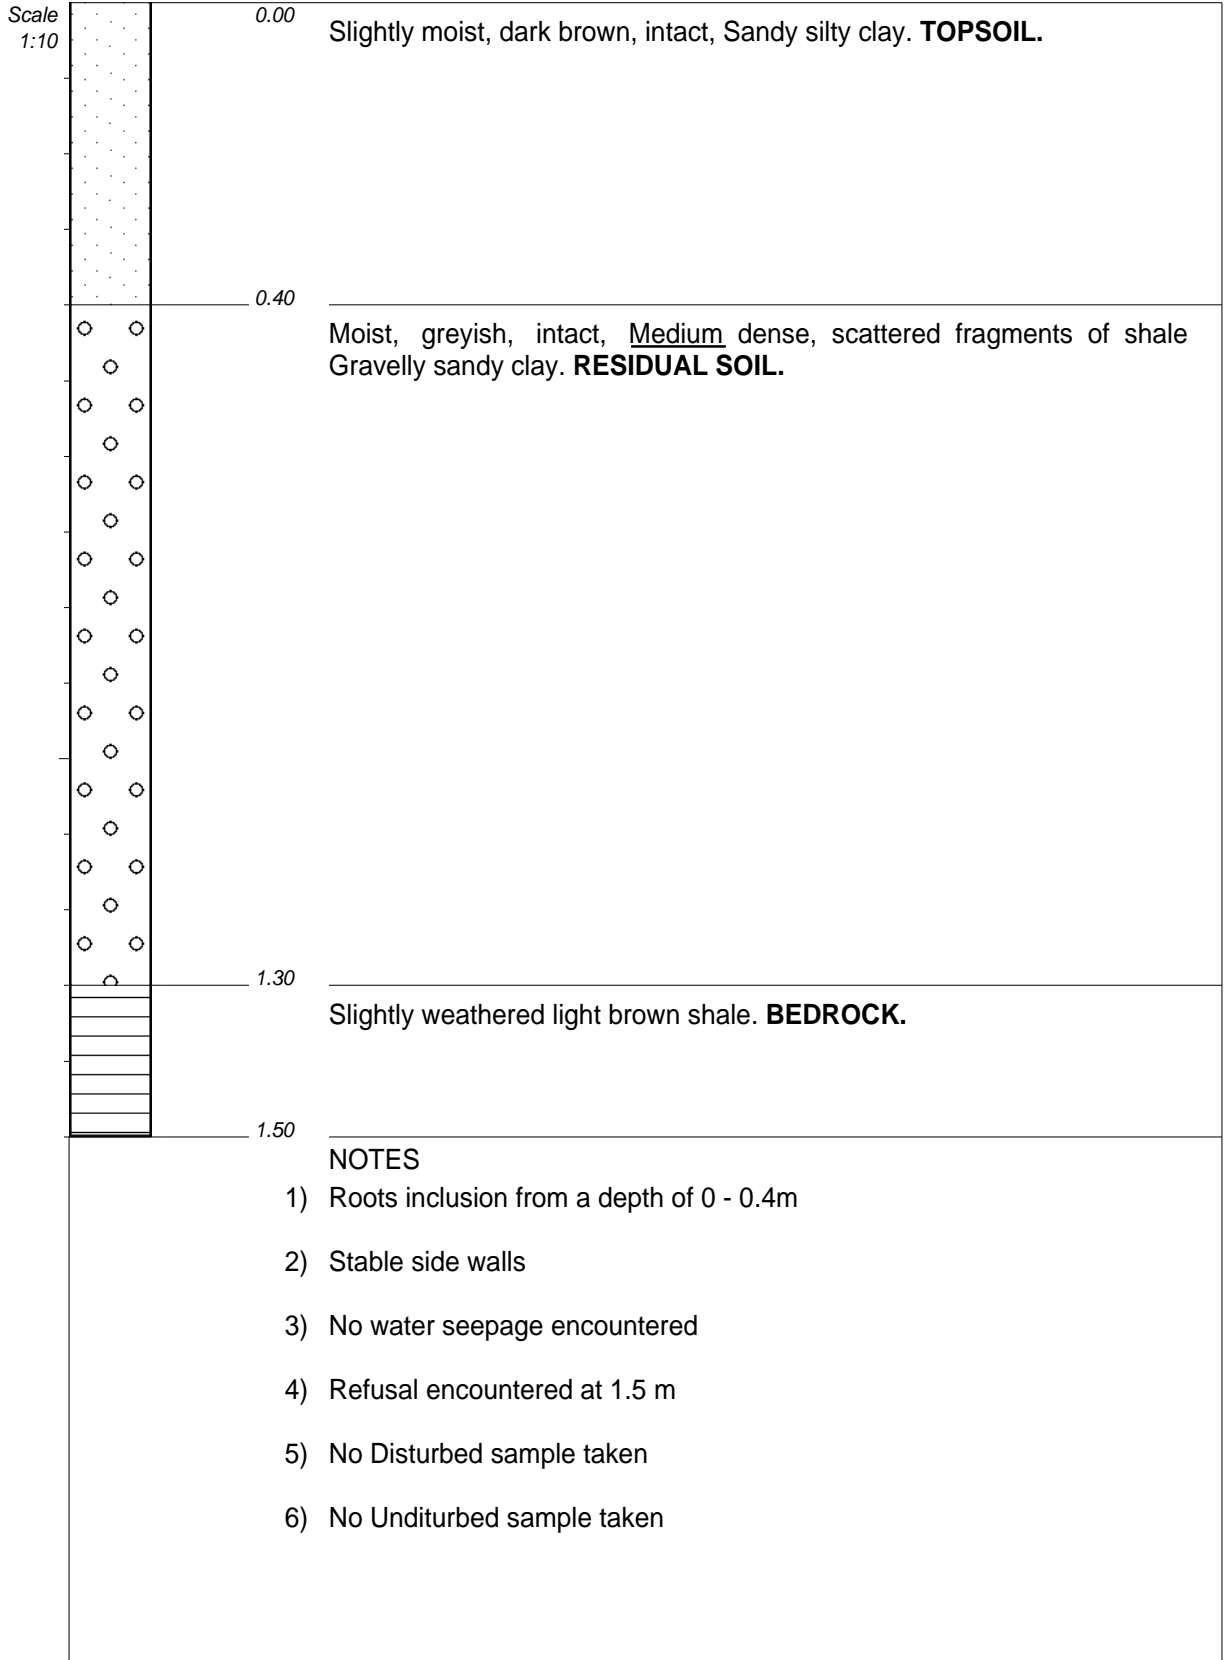 Scale
1:10
0.00
Slightly moist, dark brown, intact, Sandy silty clay. TOPSOIL.
0.40
Moist, greyish, intact, Medium dense, scattered fragments of shale
Gravelly sandy clay. RESIDUAL SOIL.
1.30
Slightly weathered light brown shale. BEDROCK.
1.50
NOTES
1) Roots inclusion from a depth of 0 - 0.4m
2) Stable side walls
3) No water seepage encountered
4) Refusal encountered at 1.5 m
5) No Disturbed sample taken
6) No Unditurbed sample taken